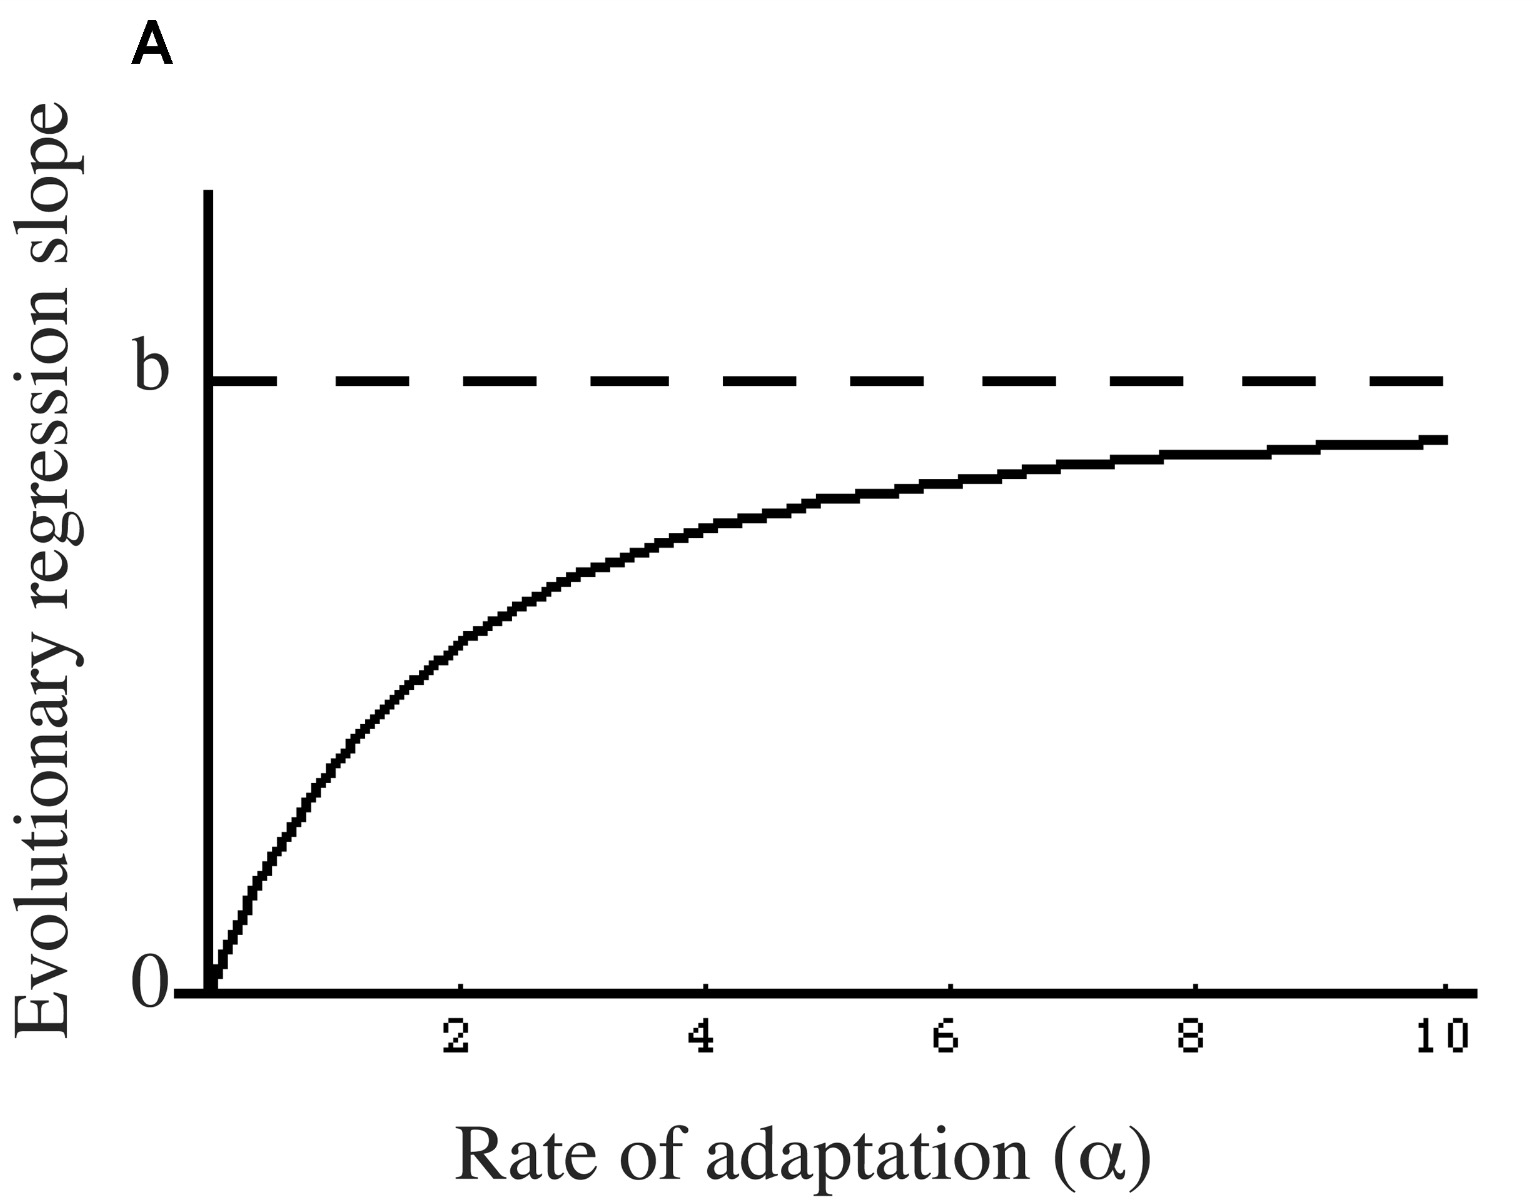 A
Evolutionary regression slope
b
0
2 4 6 8 10
Rate of adaptation (α)